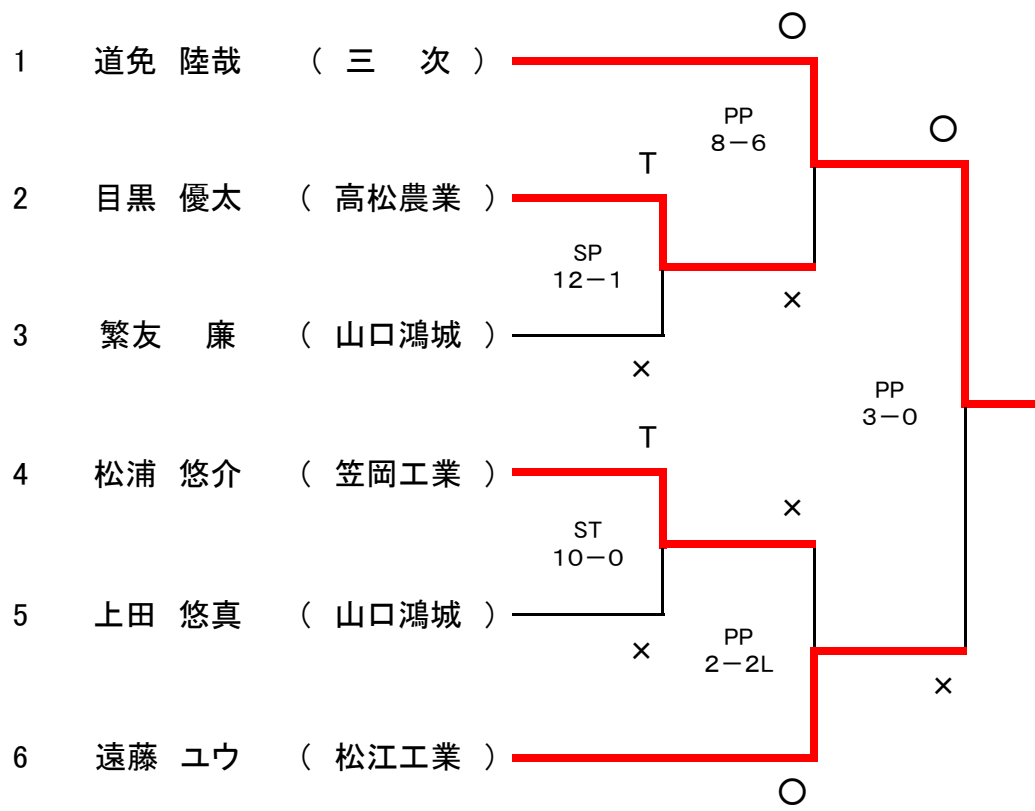 ○
1 道免 陸哉 （ 三 次 ）
PP
8－6
○
T
2 目黒 優太 （ 高松農業 ）
SP
12－1
×
3 繁友 廉 （ 山口鴻城 ）
×
PP
3－0
T
4 松浦 悠介 （ 笠岡工業 ）
×
ST
10－0
5 上田 悠真 （ 山口鴻城 ）
×
PP
2－2L
×
6 遠藤 ユウ （ 松江工業 ）
○